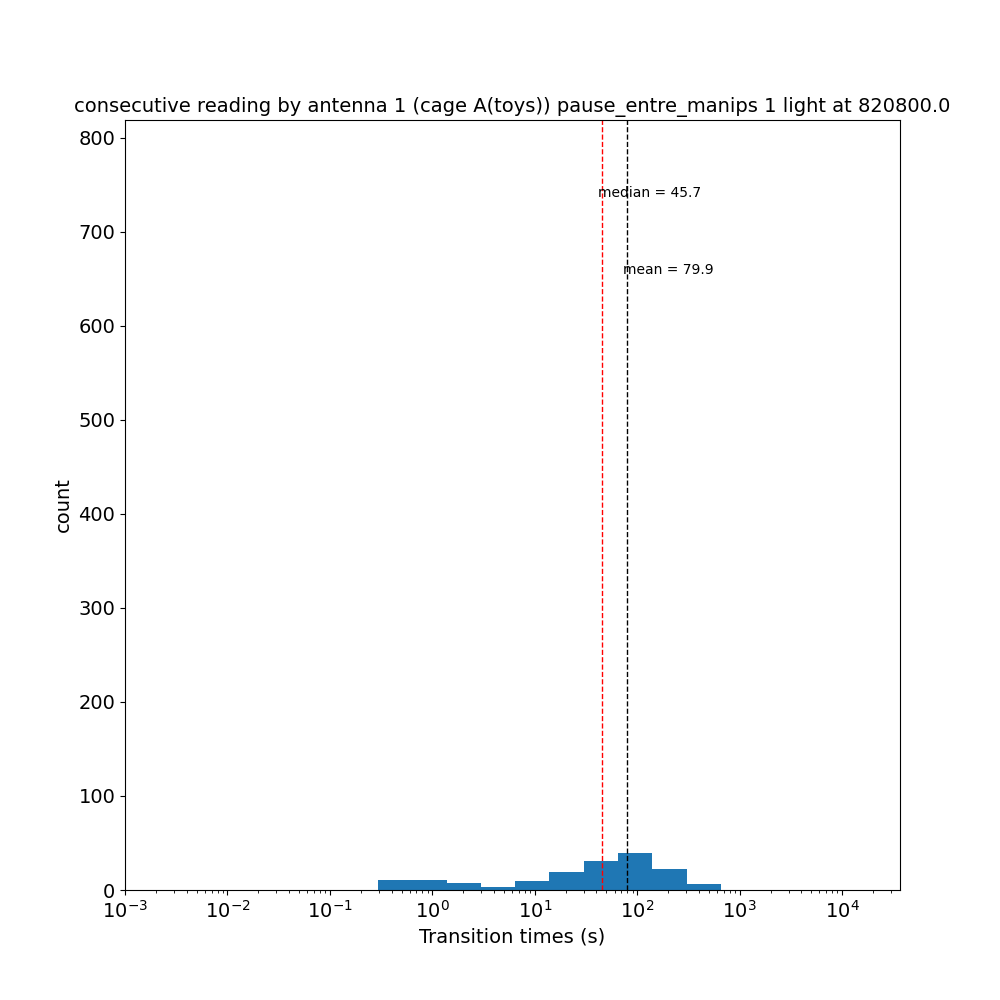 consecutive reading by antenna 1 (cage A(toys)) pause_entre_manips 1 light at 820800.0
800
median = 45.7
700
mean = 79.9
600
500
count
400
300
200
100
0
10⁻³ 10⁻² 10⁻¹ 10⁰ 10¹ 10² 10³ 10⁴
Transition times (s)